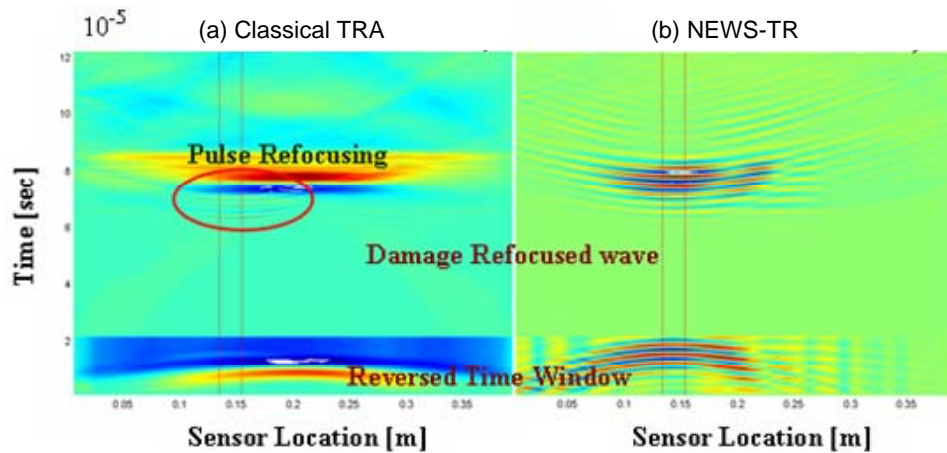 10-5
(a) Classical TRA
(b) NEWS-TR
12
10
8
6
4
2
Time [sec]
Pulse Refocusing
Damage Refocused wave
Reversed Time Window
0.05 0.1 0.15 0.2 0.25 0.3 0.35
0.05 0.1 0.15 0.2 0.25 0.3 0.35
Sensor Location [m]
Sensor Location [m]